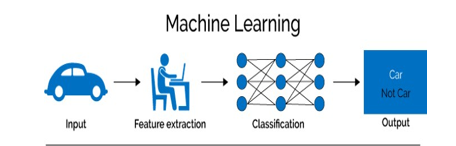 Machine Learning
Car
Not Car
Input
Feature extraction
Classification
Output